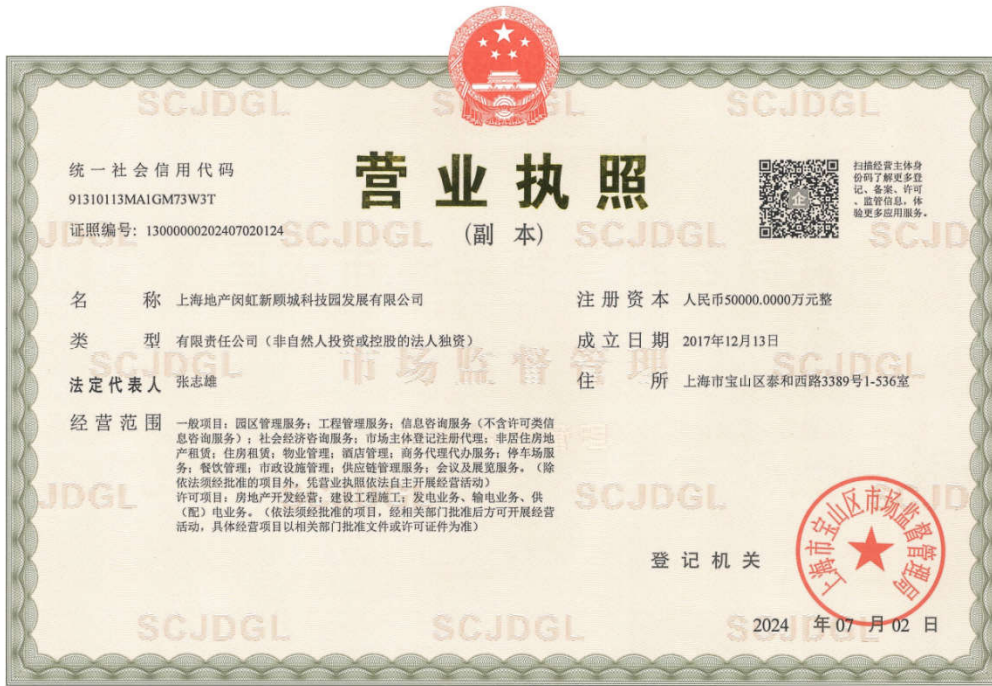 营业执照
(副 本)
统一社会信用代码
91310113MA1GM73W3T
证照编号: 13000000202407020124
扫描经营主体身
份码了解更多登
记、备案、许可
、监管信息，体
验更多应用服务。
名 称 上海地产闵虹新顾城科技园发展有限公司
类 型 有限责任公司（非自然人投资或控股的法人独资）
法定代表人 张志雄
经营范围 一般项目：园区管理服务；工程管理服务；信息咨询服务（不含许可类信
息咨询服务）；社会经济咨询服务；市场主体登记注册代理；非居住房地
产租赁；住房租赁；物业管理；酒店管理；商务代理代办服务；停车场服
务；餐饮管理；市政设施管理；供应链管理服务；会议及展览服务。（除
依法须经批准的项目外，凭营业执照依法自主开展经营活动）
许可项目：房地产开发经营；建设工程施工；发电业务、输电业务、供
（配）电业务。（依法须经批准的项目，经相关部门批准后方可开展经营
活动，具体经营项目以相关部门批准文件或许可证件为准）
注册资本 人民币50000.0000万元整
成立日期 2017年12月13日
住 所 上海市宝山区泰和西路3389号1-536室
登记机关
上海市宝山区市场监督管理局
2024 年 07 月 02 日
SCJDGL
市场监督管理
企